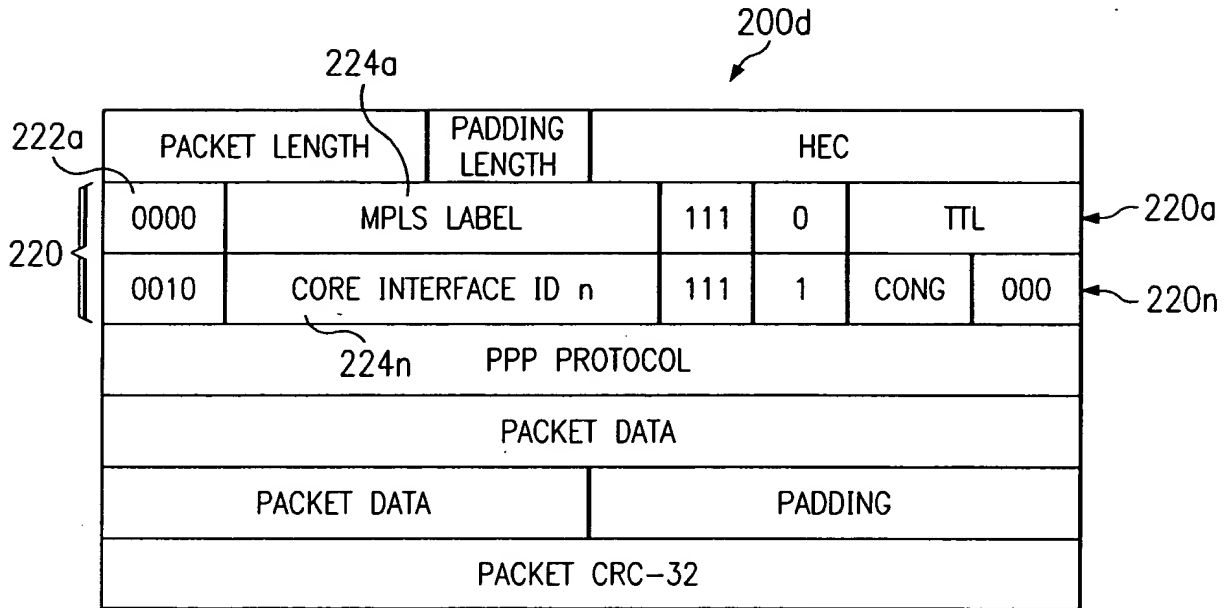 200d
224a
222a
PACKET LENGTH PADDING LENGTH HEC
220
0000 MPLS LABEL 111 0 TTL
220a
0010 CORE INTERFACE ID n 111 1 CONG 000
220n
224n
PPP PROTOCOL
PACKET DATA
PACKET DATA PADDING
PACKET CRC-32